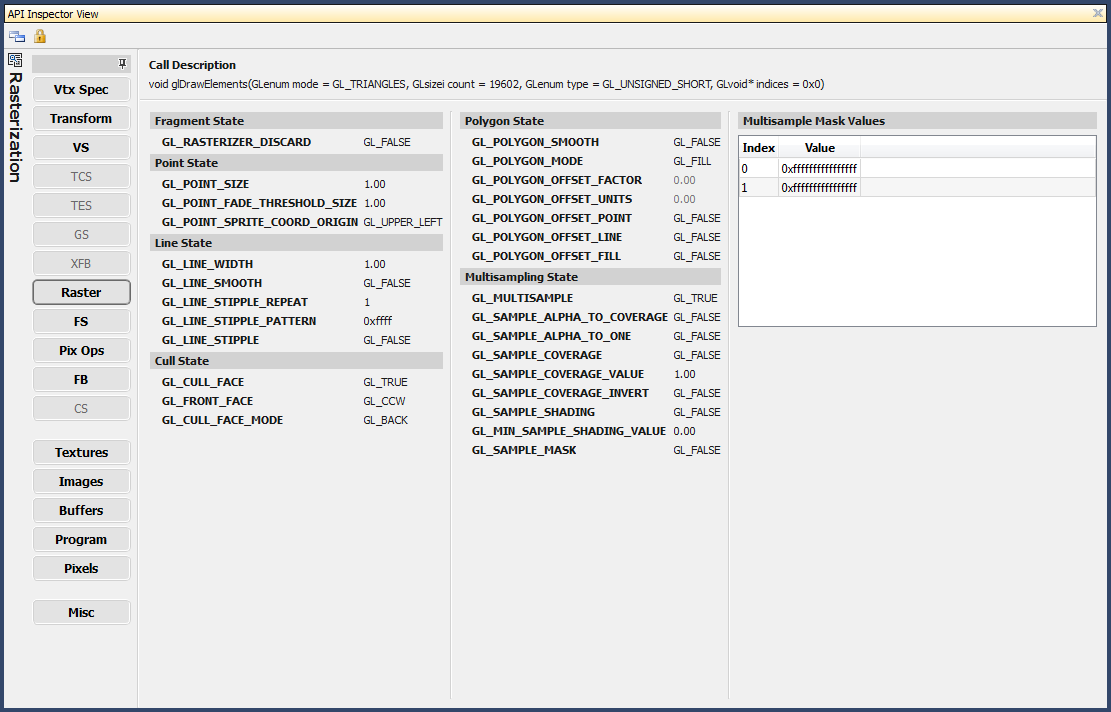 API Inspector View
Rasterization
Vtx Spec
Transform
VS
TCS
TES
GS
XFB
Raster
FS
Pix Ops
FB
CS
Textures
Images
Buffers
Program
Pixels
Misc
Call Description
void glDrawElements(GLenum mode = GL_TRIANGLES, GLsizei count = 19602, GLenum type = GL_UNSIGNED_SHORT, GLvoid* indices = 0x0)
Fragment State
GL_RASTERIZER_DISCARD GL_FALSE
Point State
GL_POINT_SIZE 1.00
GL_POINT_FADE_THRESHOLD_SIZE 1.00
GL_POINT_SPRITE_COORD_ORIGIN GL_UPPER_LEFT
Line State
GL_LINE_WIDTH 1.00
GL_LINE_SMOOTH GL_FALSE
GL_LINE_STIPPLE_REPEAT 1
GL_LINE_STIPPLE_PATTERN 0xffff
GL_LINE_STIPPLE GL_FALSE
Cull State
GL_CULL_FACE GL_TRUE
GL_FRONT_FACE GL_CCW
GL_CULL_FACE_MODE GL_BACK
Polygon State
GL_POLYGON_SMOOTH GL_FALSE
GL_POLYGON_MODE GL_FILL
GL_POLYGON_OFFSET_FACTOR 0.00
GL_POLYGON_OFFSET_UNITS 0.00
GL_POLYGON_OFFSET_POINT GL_FALSE
GL_POLYGON_OFFSET_LINE GL_FALSE
GL_POLYGON_OFFSET_FILL GL_FALSE
Multisampling State
GL_MULTISAMPLE GL_TRUE
GL_SAMPLE_ALPHA_TO_COVERAGE GL_FALSE
GL_SAMPLE_ALPHA_TO_ONE GL_FALSE
GL_SAMPLE_COVERAGE GL_FALSE
GL_SAMPLE_COVERAGE_VALUE 1.00
GL_SAMPLE_COVERAGE_INVERT GL_FALSE
GL_SAMPLE_SHADING GL_FALSE
GL_MIN_SAMPLE_SHADING_VALUE 0.00
GL_SAMPLE_MASK GL_FALSE
Multisample Mask Values
Index Value
0 0xffffffffffffffff
1 0xffffffffffffffff